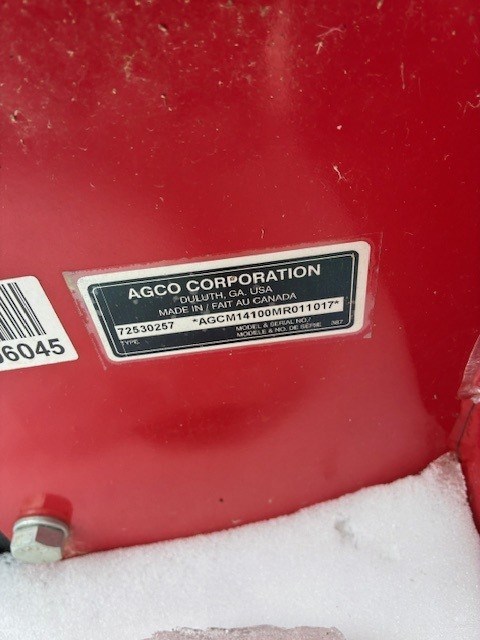 AGCO CORPORATION
DULUTH, GA. USA
MADE IN / FAIT AU CANADA
72530257 *AGCM14100MR011017*
TYPE MODEL & SERIAL NO./ 387
MODELE & NO. DE SERIE
6045